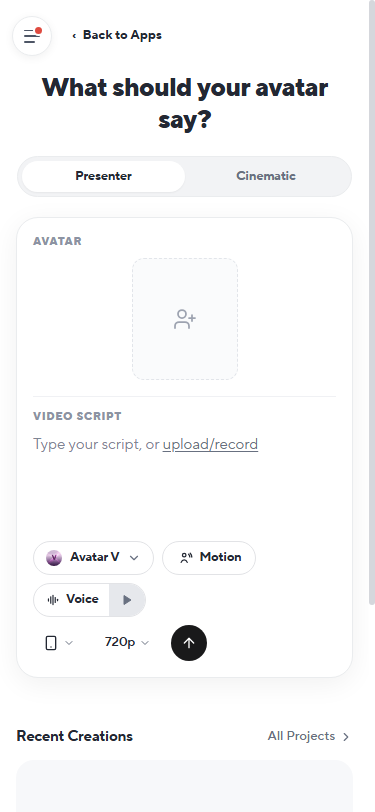 ‹ Back to Apps
What should your avatar
say?
Presenter
Cinematic
AVATAR
VIDEO SCRIPT
Type your script, or upload/record
V Avatar V
Motion
Voice
720p
Recent Creations
All Projects